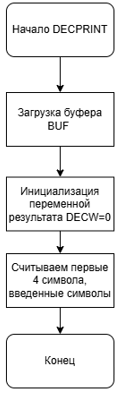 Начало DECPRINT
Загрузка буфера
BUF
Инициализация
переменной
результата DECW=0
Считываем первые
4 символа,
введенные символы
Конец